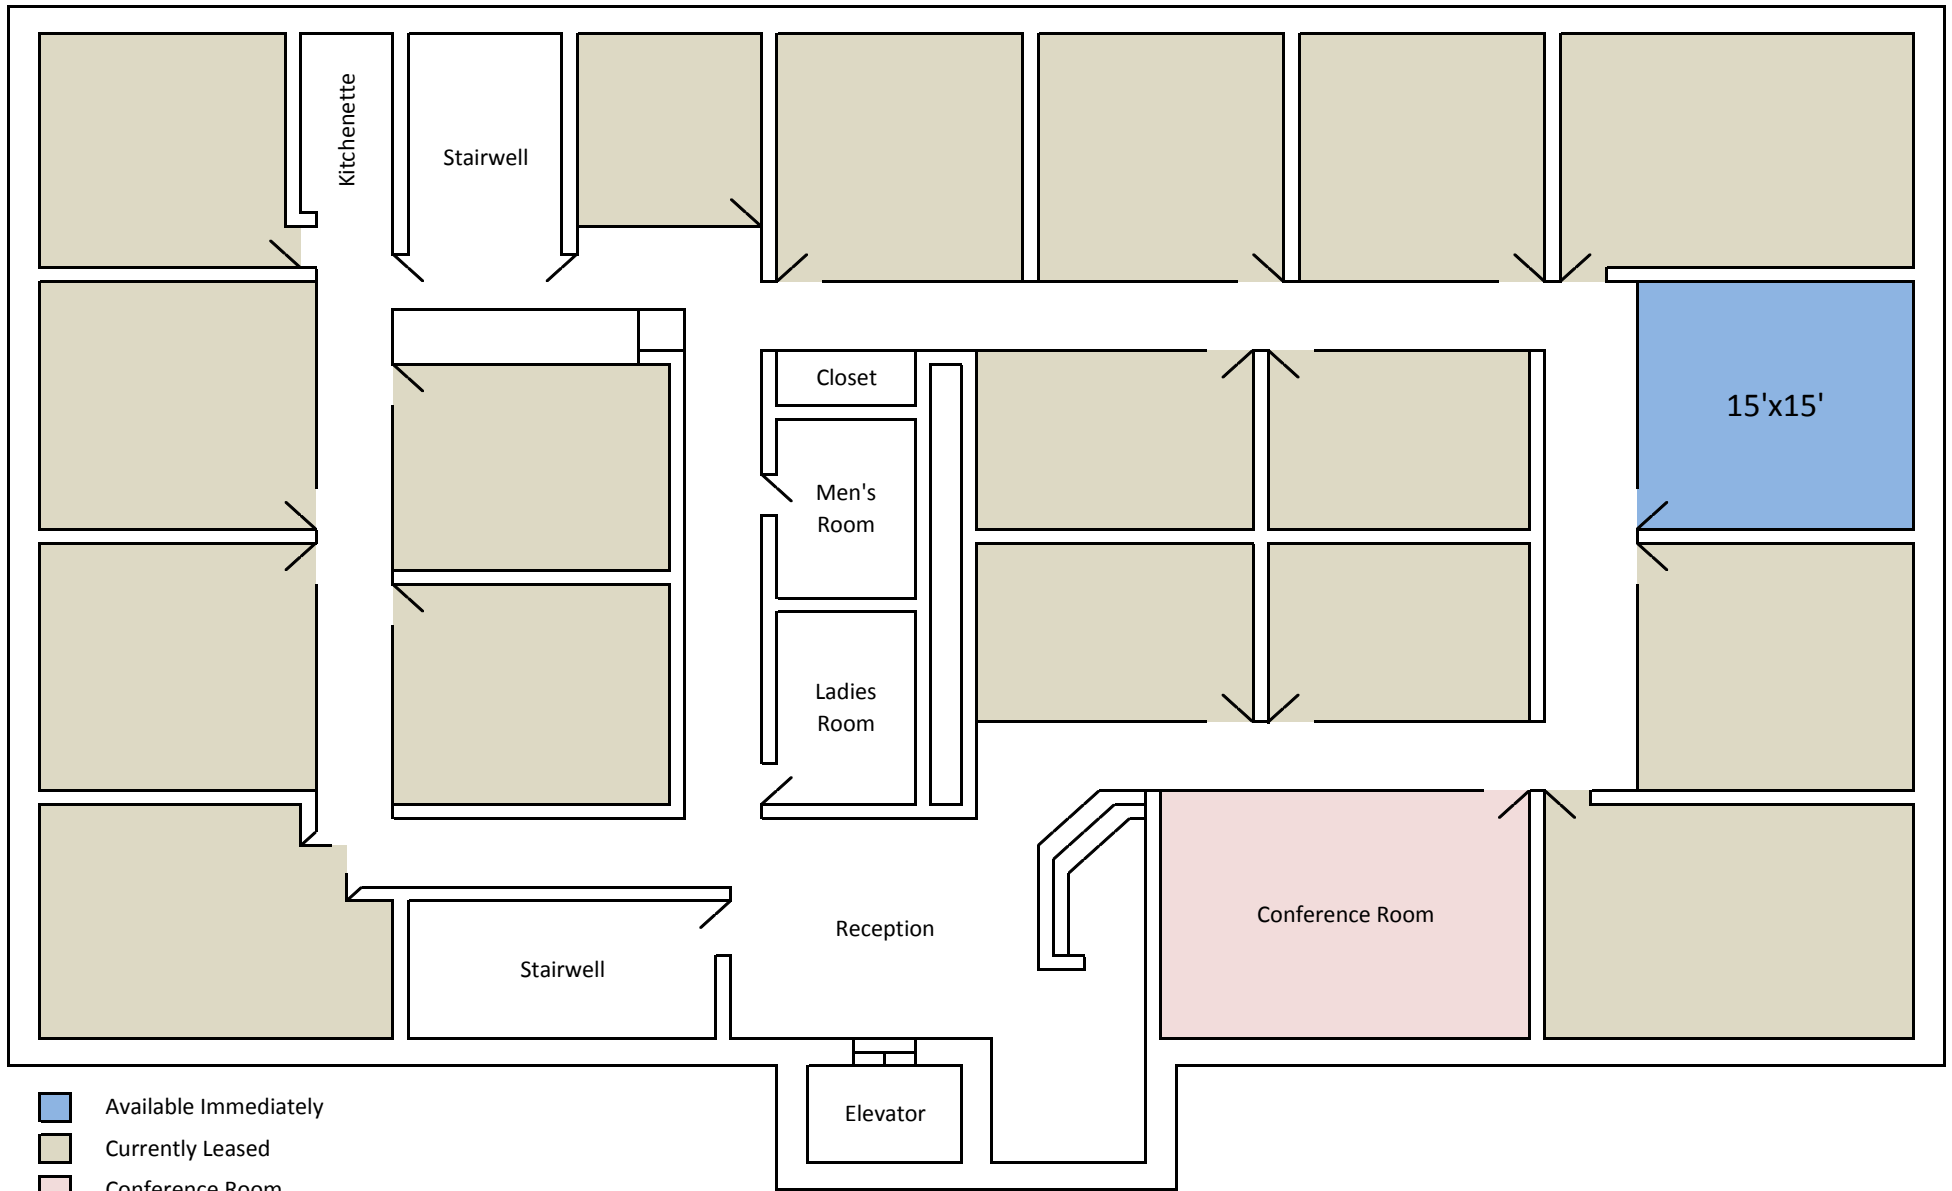 Kitchenette
Stairwell
Closet
15'x15'
Men's
Room
Ladies
Room
Conference Room
Reception
Stairwell
Elevator
Available Immediately
Currently Leased
Conference Room